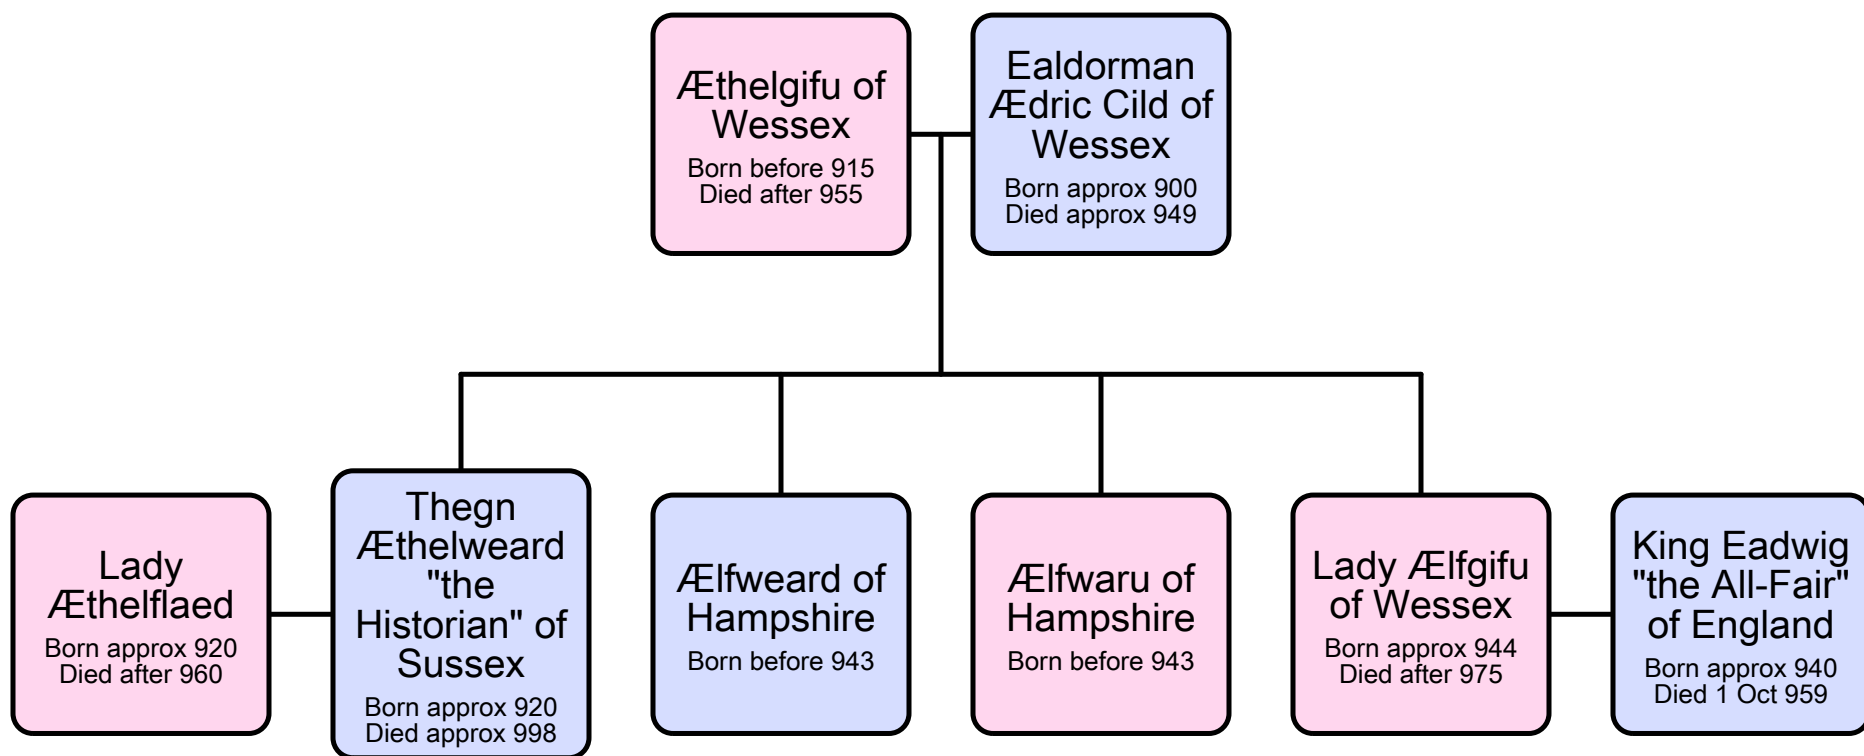 Æthelgifu of
Wessex
Born before 915
Died after 955
Ealdorman
Ædric Cild of
Wessex
Born approx 900
Died approx 949
Lady
Æthelflaed
Born approx 920
Died after 960
Thegn
Æthelweard
"the
Historian" of
Sussex
Born approx 920
Died approx 998
Ælfweard of
Hampshire
Born before 943
Ælfwaru of
Hampshire
Born before 943
Lady Ælfgifu
of Wessex
Born approx 944
Died after 975
King Eadwig
"the All-Fair"
of England
Born approx 940
Died 1 Oct 959